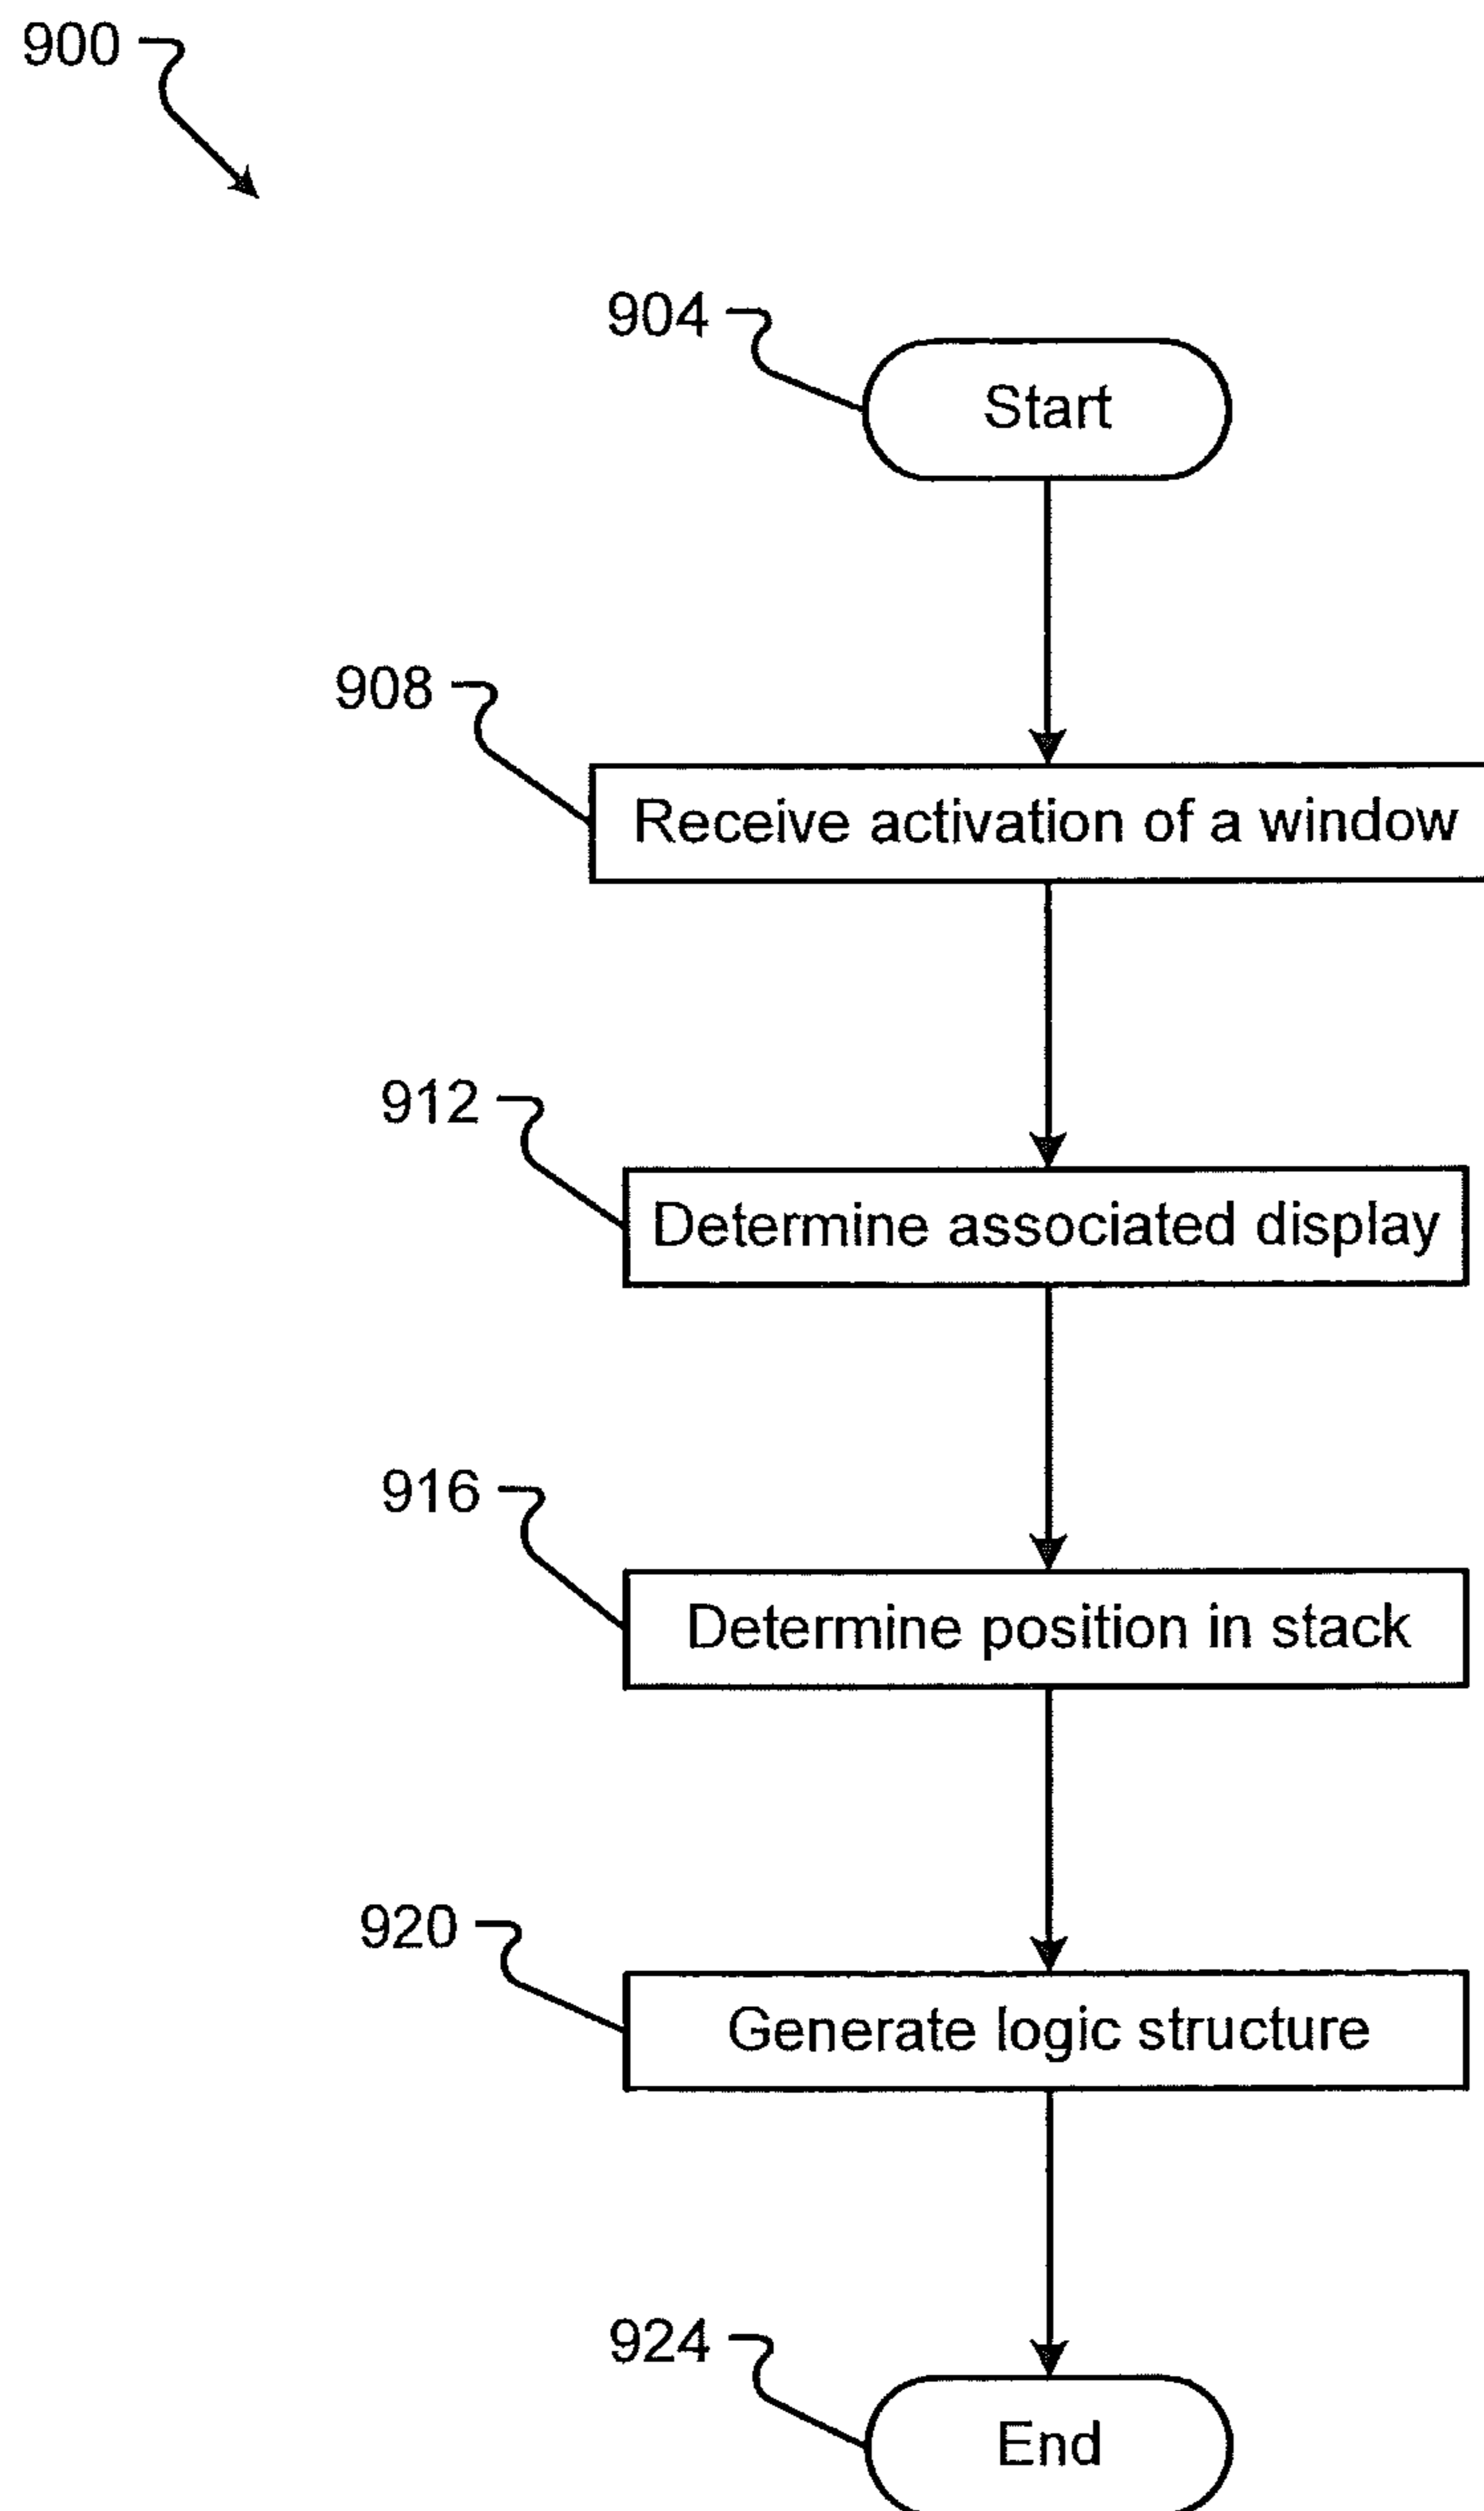 900
904
Start
908
Receive activation of a window
912
Determine associated display
916
Determine position in stack
920
Generate logic structure
924
End